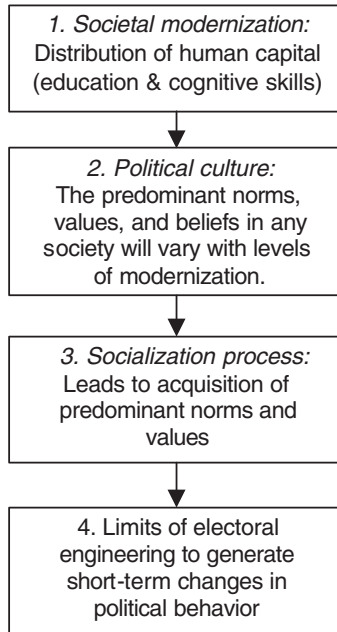 1. Societal modernization:
Distribution of human capital
(education & cognitive skills)
2. Political culture:
The predominant norms,
values, and beliefs in any
society will vary with levels
of modernization.
3. Socialization process:
Leads to acquisition of
predominant norms and
values
4. Limits of electoral
engineering to generate
short-term changes in
political behavior